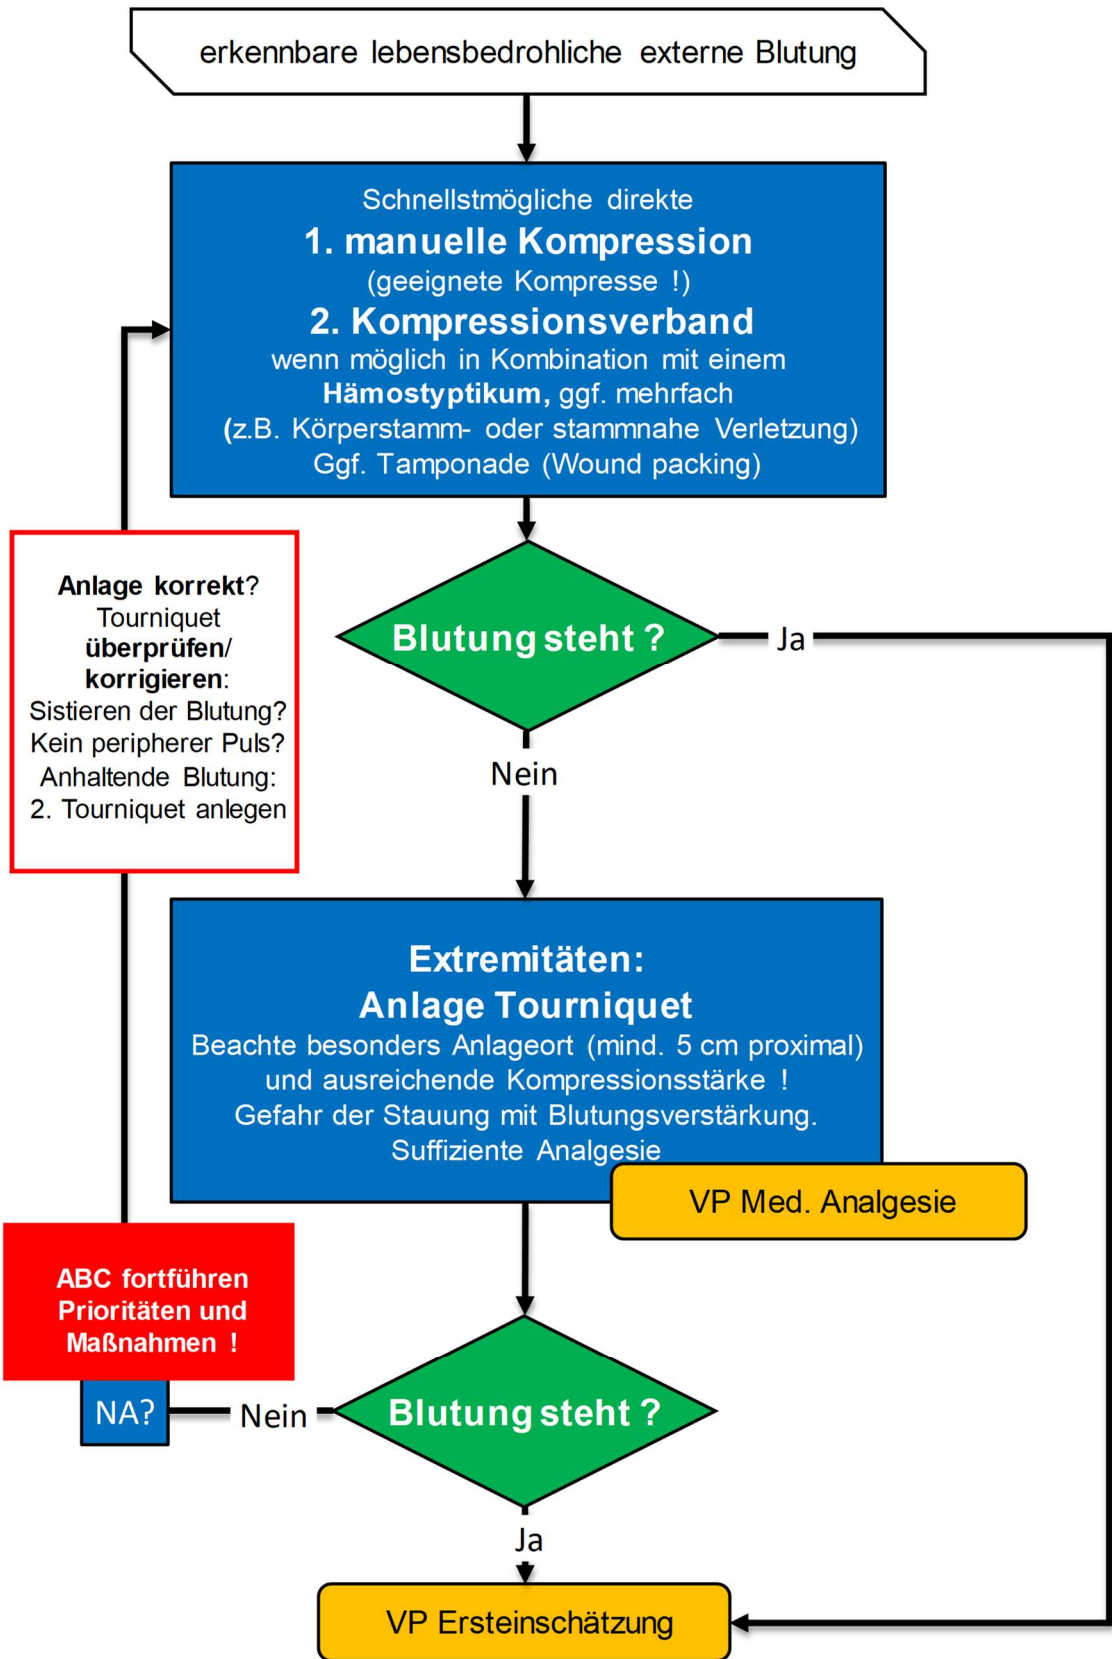 erkennbare lebensbedrohliche externe Blutung
Schnellstmögliche direkte
1. manuelle Kompression
(geeignete Kompresse !)
2. Kompressionsverband
wenn möglich in Kombination mit einem
Hämostyptikum, ggf. mehrfach
(z.B. Körperstamm- oder stammnahe Verletzung)
Ggf. Tamponade (Wound packing)
Blutung steht ?
Ja
Nein
Anlage korrekt?
Tourniquet
überprüfen/
korrigieren:
Sistieren der Blutung?
Kein peripherer Puls?
Anhaltende Blutung:
2. Tourniquet anlegen
Extremitäten:
Anlage Tourniquet
Beachte besonders Anlageort (mind. 5 cm proximal)
und ausreichende Kompressionsstärke !
Gefahr der Stauung mit Blutungsverstärkung.
Suffiziente Analgesie
VP Med. Analgesie
ABC fortführen
Prioritäten und
Maßnahmen !
NA?
Nein
Blutung steht ?
Ja
VP Ersteinschätzung